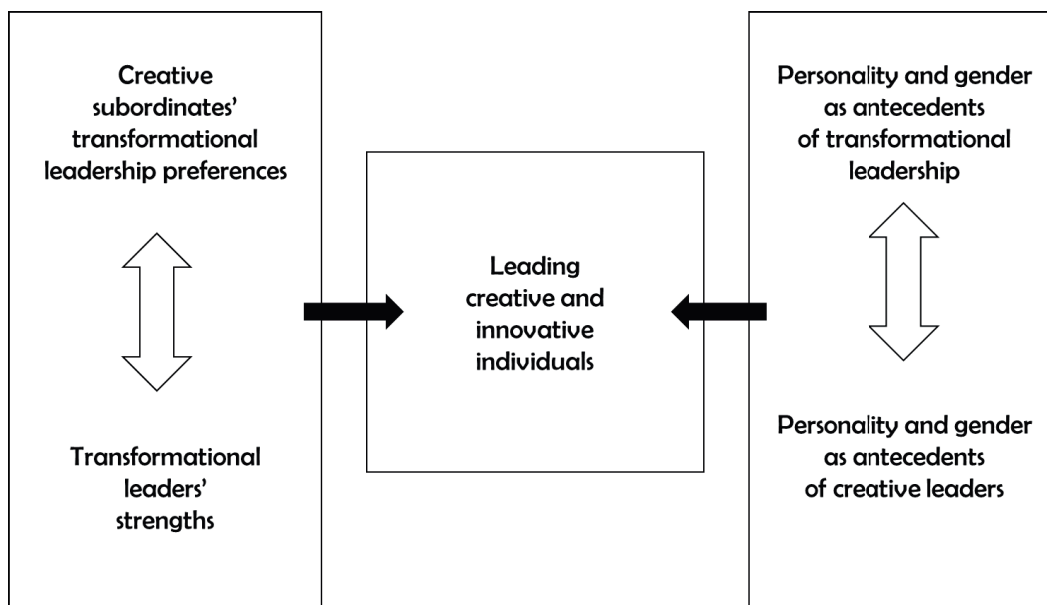 Creative
subordinates’
transformational
leadership preferences
Transformational
leaders’
strengths
Leading
creative and
innovative
individuals
Personality and gender
as antecedents
of transformational
leadership
Personality and gender
as antecedents
of creative leaders